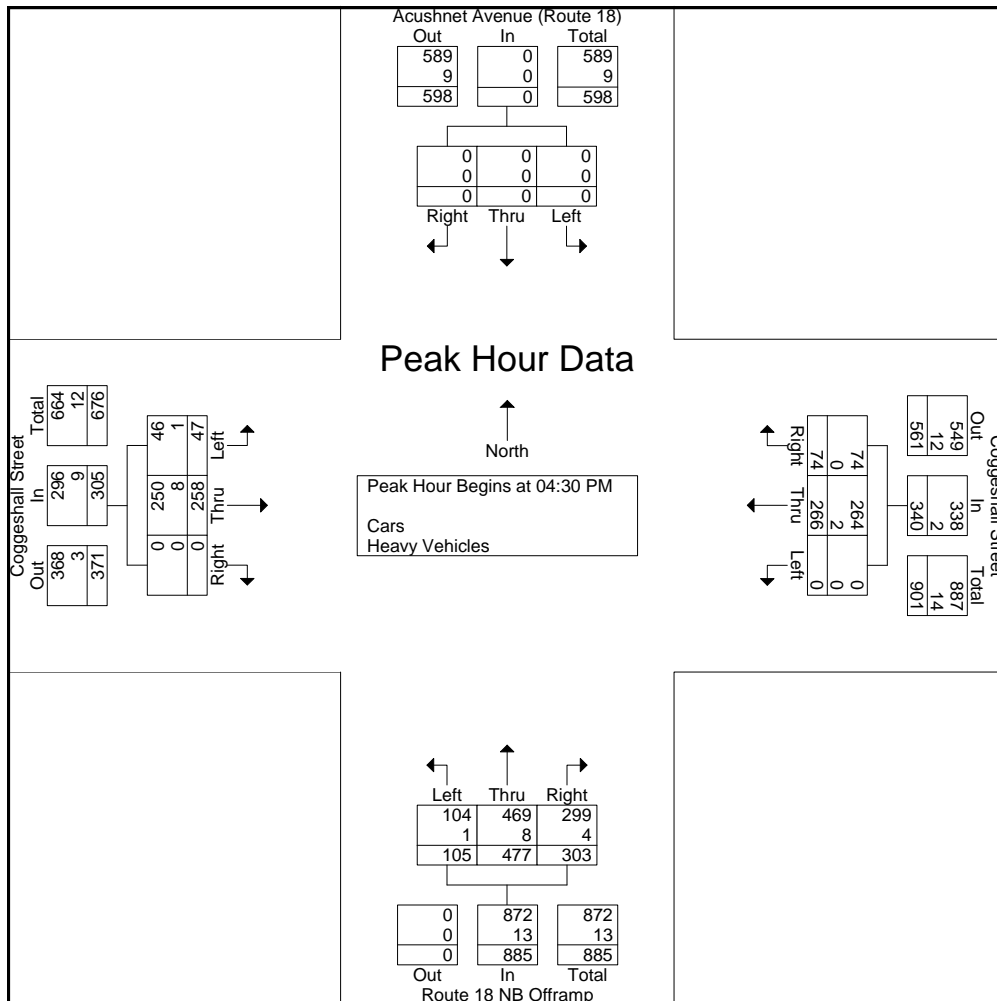 Acushnet Avenue (Route 18)
Out In Total
589 0 589
9 0 9
598 0 598
0 0 0
0 0 0
0 0 0
Right Thru Left
Peak Hour Data
North
Peak Hour Begins at 04:30 PM
Cars
Heavy Vehicles
Coggeshall Street
Total In Out
664 296 368
12 9 3
676 305 371
Left Thru Right
46 250 0
1 8 0
47 258 0
Right Thru Left
74 264 0
0 2 0
74 266 0
Out In Total
549 338 887
12 2 14
561 340 901
Coggeshall Street
Left Thru Right
104 469 299
1 8 4
105 477 303
0 872 872
0 13 13
0 885 885
Out In Total
Route 18 NB Offramp